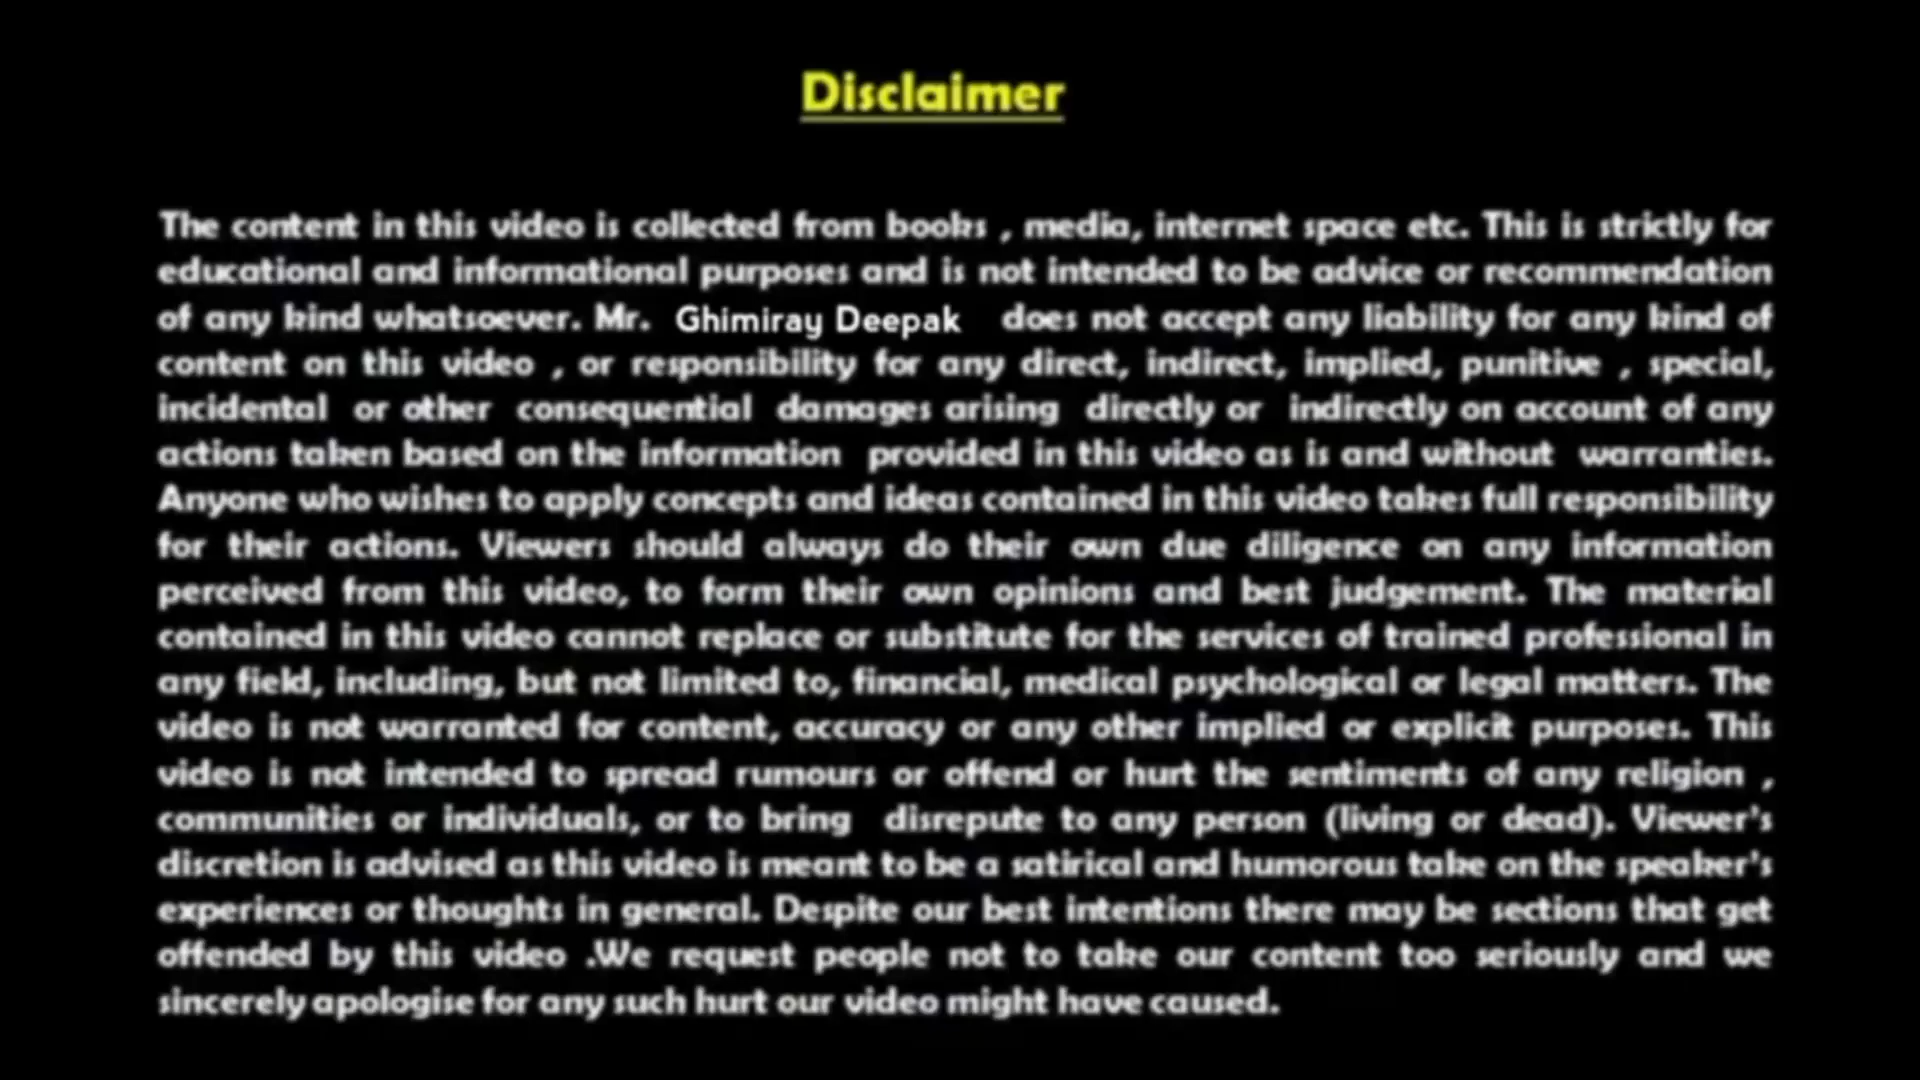 Disclaimer
The content in this video is collected from books , media, internet space etc. This is strictly for
educational and informational purposes and is not intended to be advice or recommendation
of any kind whatsoever. Mr. Ghimiray Deepak does not accept any liability for any kind of
content on this video , or responsibility for any direct, indirect, implied, punitive , special,
incidental or other consequential damages arising directly or indirectly on account of any
actions taken based on the information provided in this video as is and without warranties.
Anyone who wishes to apply concepts and ideas contained in this video takes full responsibility
for their actions. Viewers should always do their own due diligence on any information
perceived from this video, to form their own opinions and best judgement. The material
contained in this video cannot replace or substitute for the services of trained professional in
any field, including, but not limited to, financial, medical psychological or legal matters. The
video is not warranted for content, accuracy or any other implied or explicit purposes. This
video is not intended to spread rumours or offend or hurt the sentiments of any religion ,
communities or individuals, or to bring disrepute to any person (living or dead). Viewer's
discretion is advised as this video is meant to be a satirical and humorous take on the speaker's
experiences or thoughts in general. Despite our best intentions there may be sections that get
offended by this video .We request people not to take our content too seriously and we
sincerely apologise for any such hurt our video might have caused.